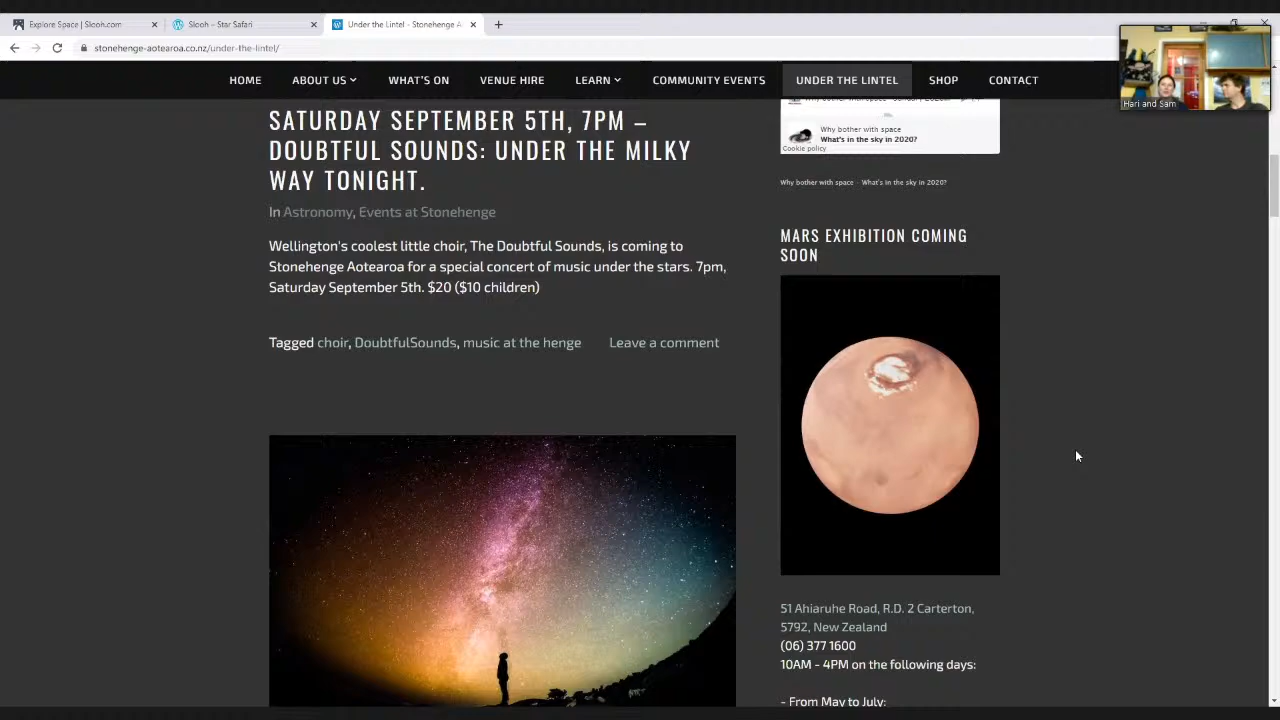 Explore Space | Slooh.com
Slooh – Star Safari
Under the Lintel - Stonehenge A
stonehenge-aotearoa.co.nz/under-the-lintel/
HOME
ABOUT US
WHAT'S ON
VENUE HIRE
LEARN
COMMUNITY EVENTS
UNDER THE LINTEL
SHOP
CONTACT
Hari and Sam
SATURDAY SEPTEMBER 5TH, 7PM –
DOUBTFUL SOUNDS: UNDER THE MILKY
WAY TONIGHT.
In Astronomy, Events at Stonehenge
Wellington's coolest little choir, The Doubtful Sounds, is coming to
Stonehenge Aotearoa for a special concert of music under the stars. 7pm,
Saturday September 5th. $20 ($10 children)
Tagged choir, DoubtfulSounds, music at the henge
Leave a comment
Why bother with space
What's in the sky in 2020?
Cookie policy
Why bother with space · What's in the sky in 2020?
MARS EXHIBITION COMING
SOON
51 Ahiaruhe Road, R.D. 2 Carterton,
5792, New Zealand
(06) 377 1600
10AM - 4PM on the following days:
- From May to July: